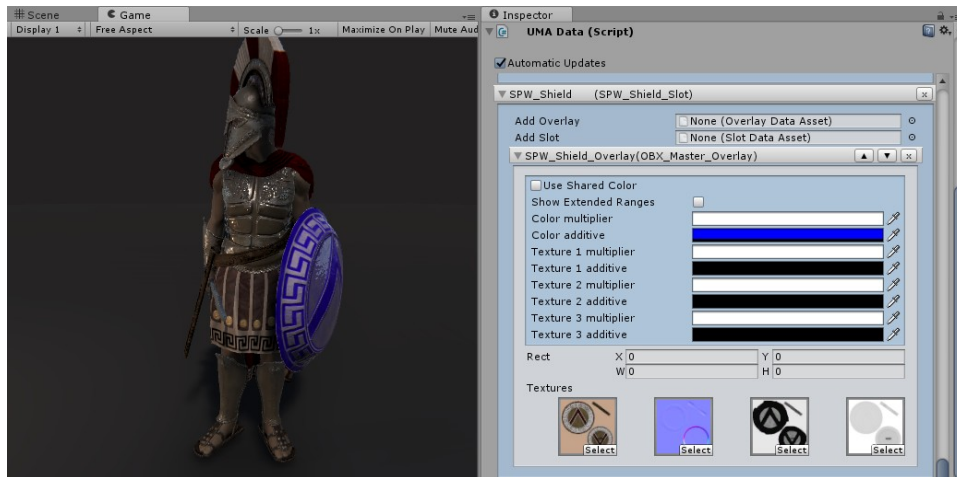 Scene
Game
Inspector
Display 1
Free Aspect
Scale
1x
Maximize On Play
Mute Aud
UMA Data (Script)
Automatic Updates
SPW_Shield (SPW_Shield_Slot)
Add Overlay
None (Overlay Data Asset)
Add Slot
None (Slot Data Asset)
SPW_Shield_Overlay(OBX_Master_Overlay)
Use Shared Color
Show Extended Ranges
Color multiplier
Color additive
Texture 1 multiplier
Texture 1 additive
Texture 2 multiplier
Texture 2 additive
Texture 3 multiplier
Texture 3 additive
Rect X 0 Y 0
W 0 H 0
Textures
Select Select Select Select